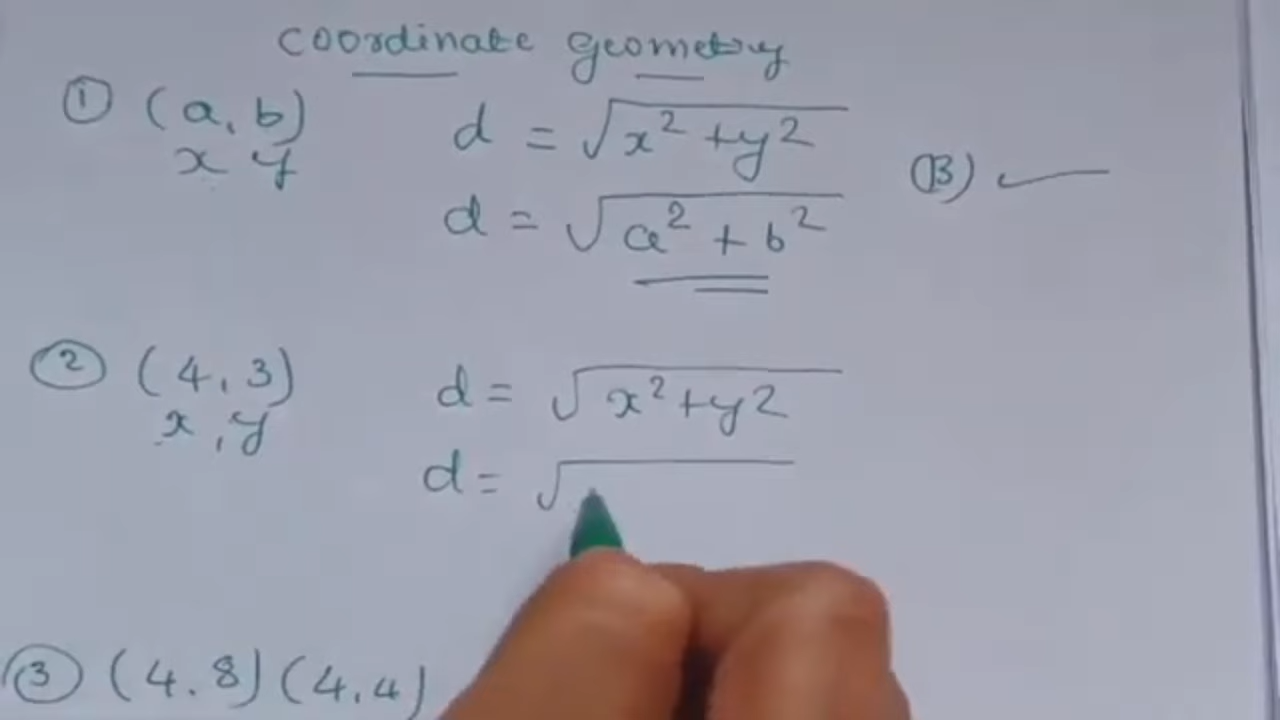 coordinate geometry
① (a, b) d = √x² + y²
x y (B)
d = √a² + b²
② (4, 3) d = √x² + y²
x, y
d = √
③ (4.8) (4,4)